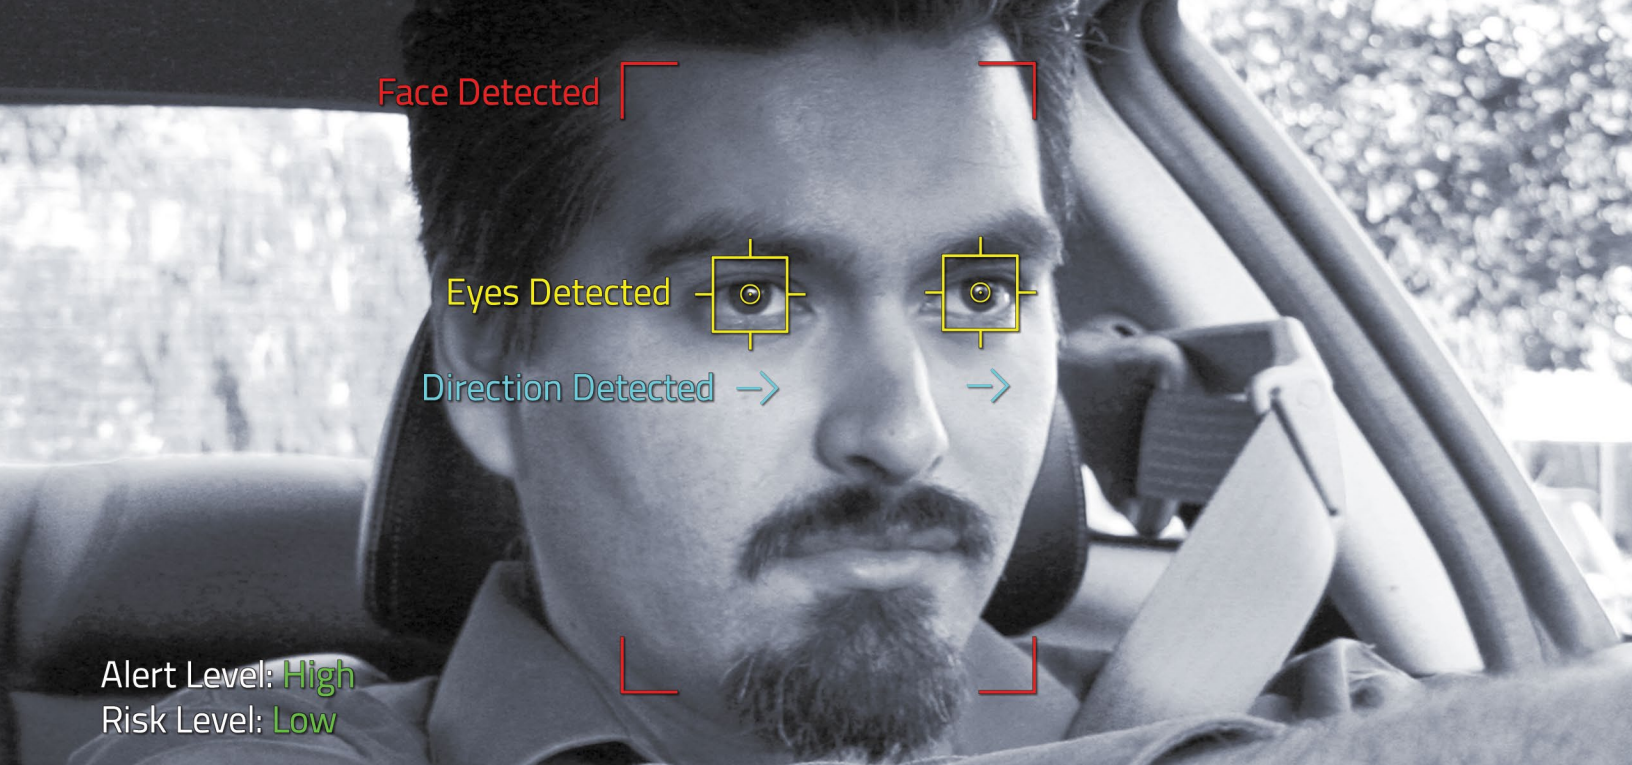 Face Detected
Eyes Detected
Direction Detected
Alert Level: High
Risk Level: Low